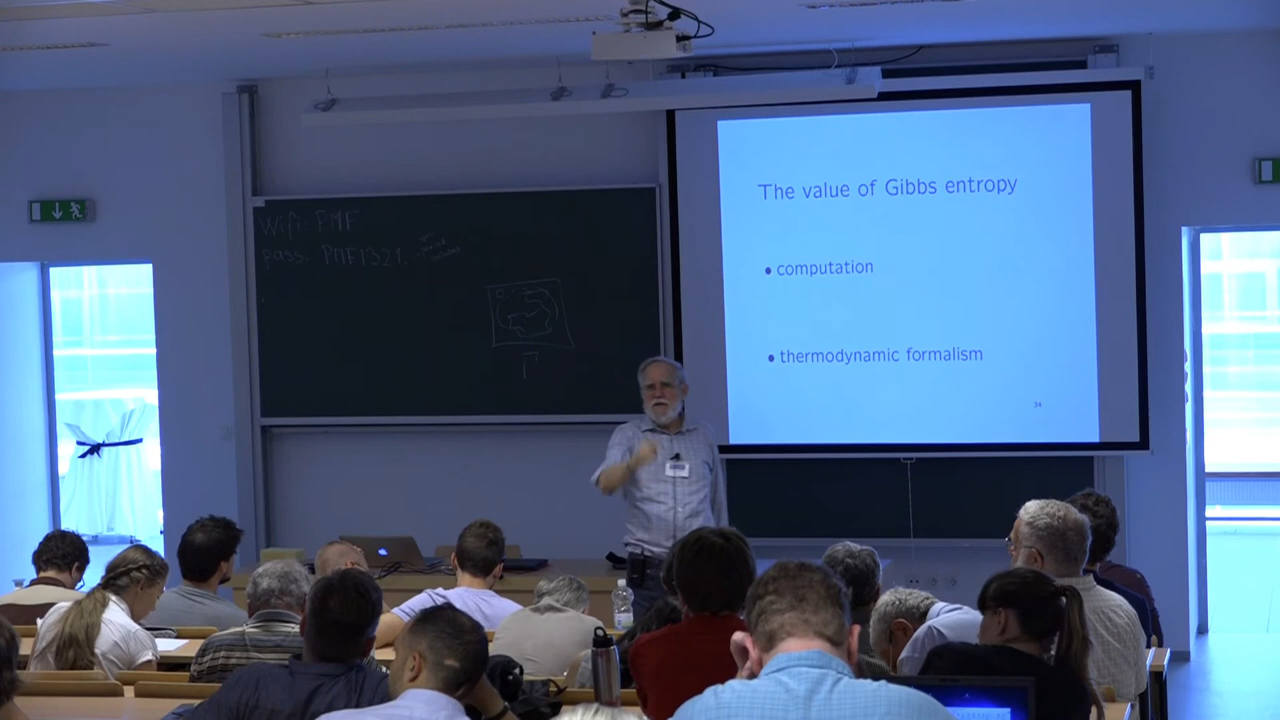 Wifi: PMF
pass: PMF1321.
Γ
The value of Gibbs entropy
• computation
• thermodynamic formalism
34